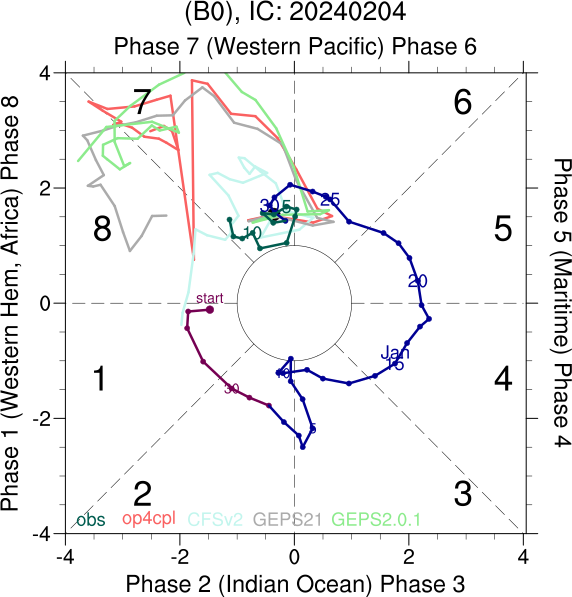 (B0), IC: 20240204
Phase 7 (Western Pacific) Phase 6
4
2
0
-2
-4
-4
-2
0
2
4
Phase 1 (Western Hem, Africa) Phase 8
Phase 5 (Maritime) Phase 4
7
6
8
5
1
4
2
3
30
5
25
10
20
start
Jan
15
10
30
5
obs
op4cpl
CFSv2
GEPS21
GEPS2.0.1
Phase 2 (Indian Ocean) Phase 3